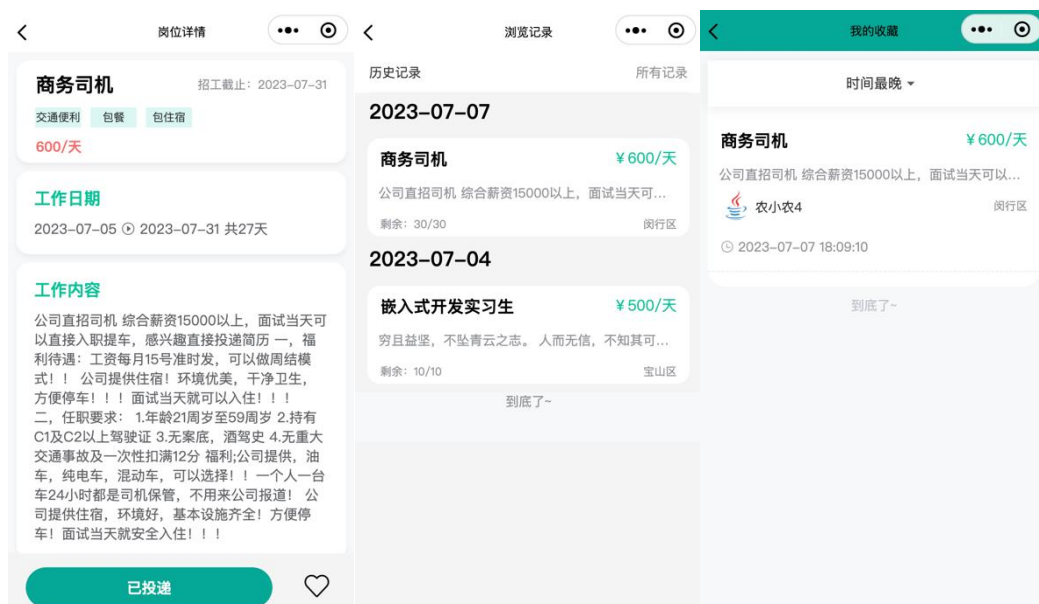 岗位详情
商务司机
招工截止：2023-07-31
交通便利 包餐 包住宿
600/天
工作日期
2023-07-05 2023-07-31 共27天
工作内容
公司直招司机 综合薪资15000以上，面试当天可
以直接入职提车，感兴趣直接投递简历 一，福
利待遇：工资每月15号准时发，可以做周结模
式！！ 公司提供住宿！环境优美，干净卫生，
方便停车！！！面试当天就可以入住！！！
二，任职要求： 1.年龄21周岁至59周岁 2.持有
C1及C2以上驾驶证 3.无案底，酒驾史 4.无重大
交通事故及一次性扣满12分 福利;公司提供，油
车，纯电车，混动车，可以选择！！一个人一台
车24小时都是司机保管，不用来公司报道！ 公
司提供住宿，环境好，基本设施齐全！方便停
车！面试当天就安全入住！！！
已投递
浏览记录
历史记录
所有记录
2023-07-07
商务司机
¥600/天
公司直招司机 综合薪资15000以上，面试当天可...
剩余：30/30
闵行区
2023-07-04
嵌入式开发实习生
¥500/天
穷且益坚，不坠青云之志。 人而无信，不知其可...
剩余：10/10
宝山区
到底了~
我的收藏
时间最晚
商务司机
¥600/天
公司直招司机 综合薪资15000以上，面试当天可以...
农小农4
闵行区
2023-07-07 18:09:10
到底了~